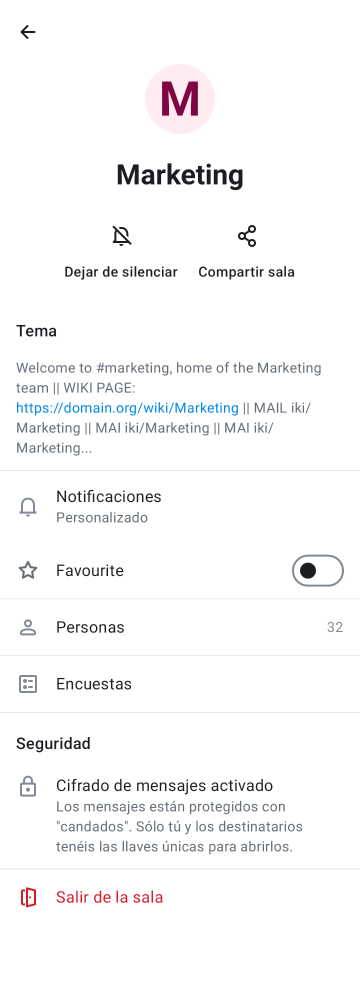 M
Marketing
Dejar de silenciar
Compartir sala
Tema
Welcome to #marketing, home of the Marketing
team || WIKI PAGE:
https://domain.org/wiki/Marketing || MAIL iki/
Marketing || MAI iki/Marketing || MAI iki/
Marketing...
Notificaciones
Personalizado
Favourite
Personas
32
Encuestas
Seguridad
Cifrado de mensajes activado
Los mensajes están protegidos con
"candados". Sólo tú y los destinatarios
tenéis las llaves únicas para abrirlos.
Salir de la sala